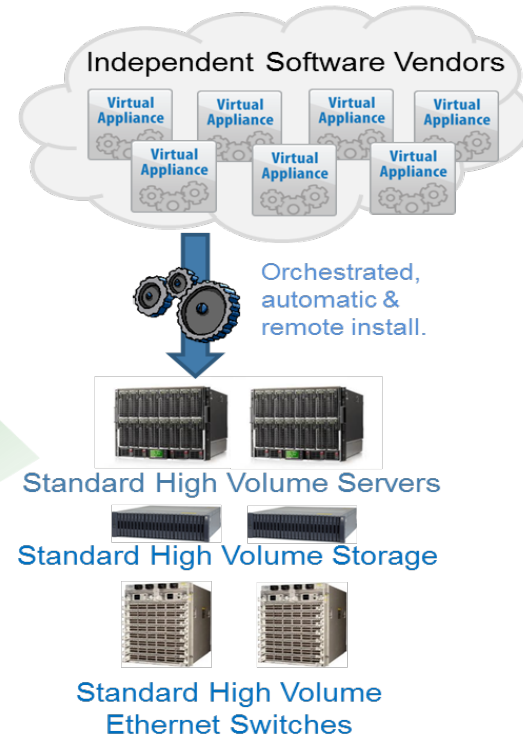 Independent Software Vendors
Virtual
Appliance
Virtual
Appliance
Virtual
Appliance
Virtual
Appliance
Virtual
Appliance
Virtual
Appliance
Virtual
Appliance
Orchestrated,
automatic &
remote install.
Standard High Volume Servers
Standard High Volume Storage
Standard High Volume
Ethernet Switches